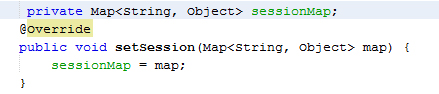 private Map<String, Object> sessionMap;
@Override
public void setSession(Map<String, Object> map) {
sessionMap = map;
}